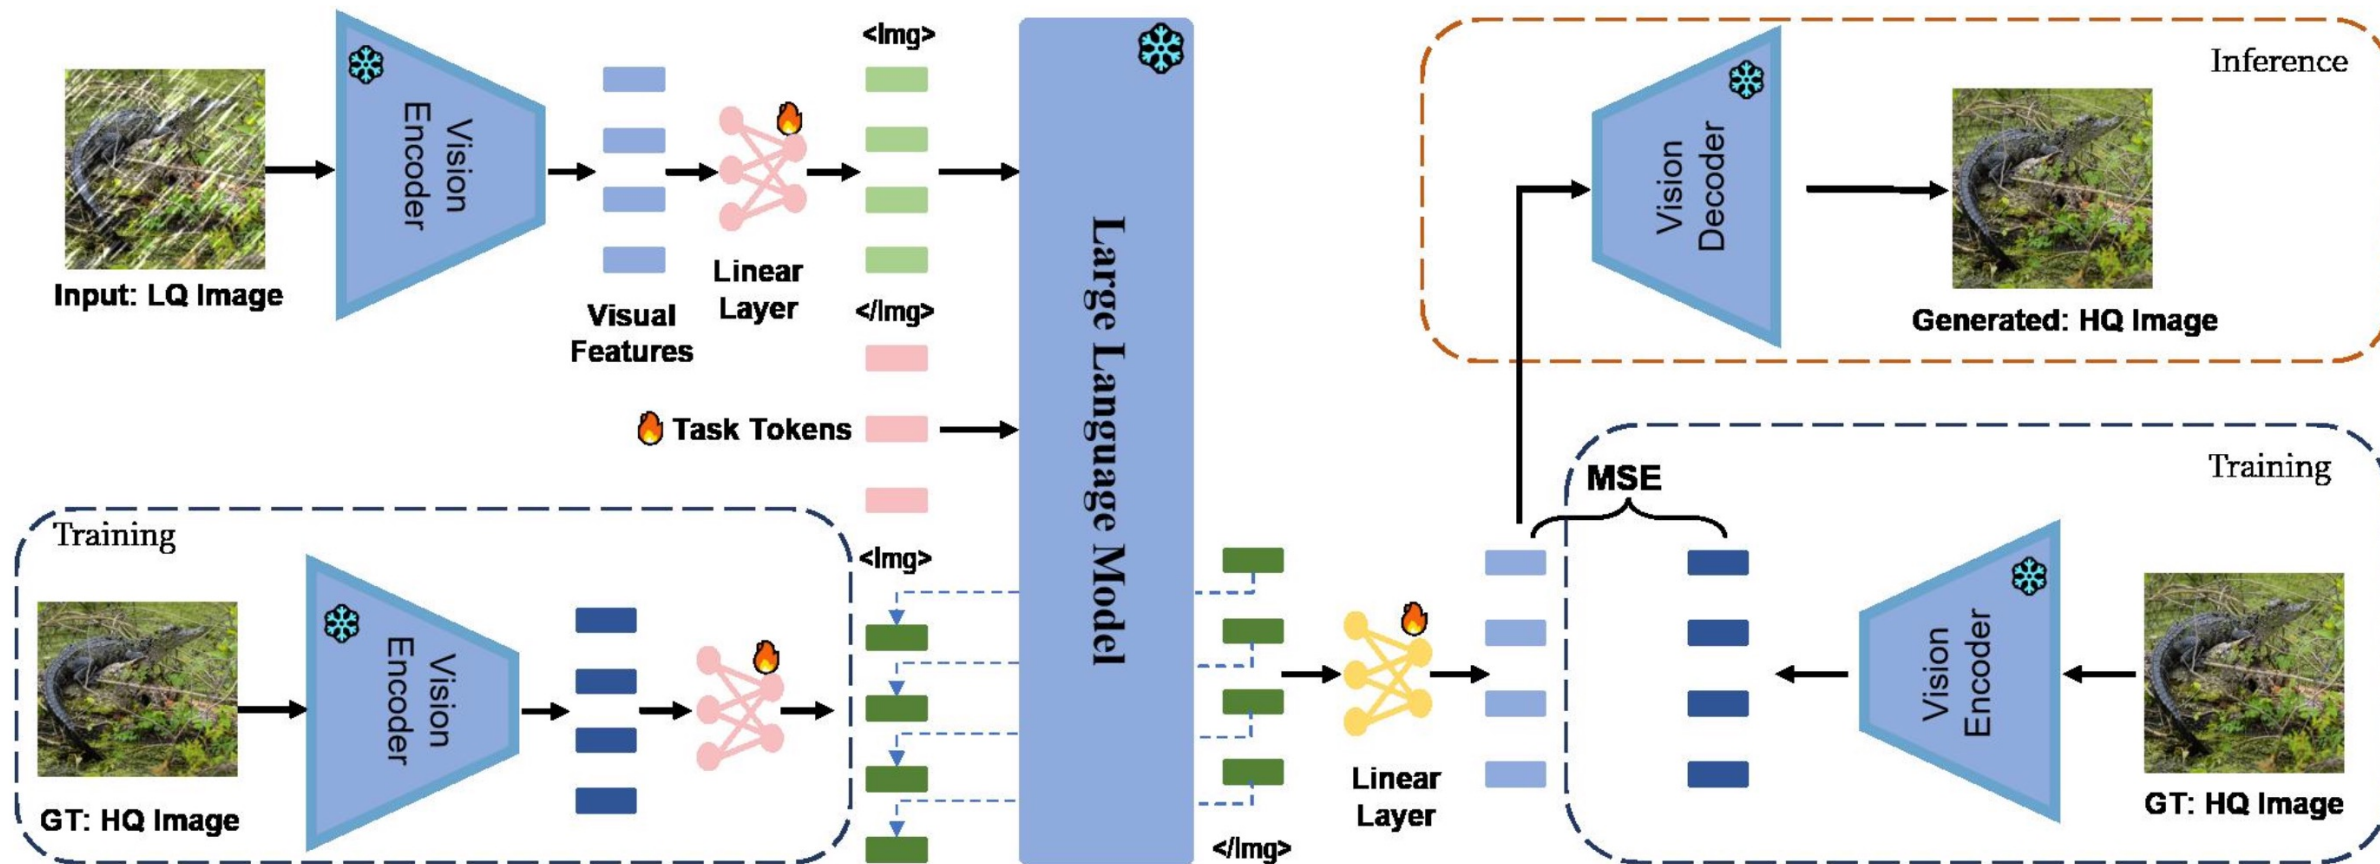 <Img>
Vision
Encoder
Input: LQ Image
Visual
Features
Linear
Layer
</Img>
Task Tokens
Large Language Model
Inference
Vision
Decoder
Generated: HQ Image
Training
Vision
Encoder
GT: HQ Image
<Img>
</Img>
Linear
Layer
MSE
Training
Vision
Encoder
GT: HQ Image